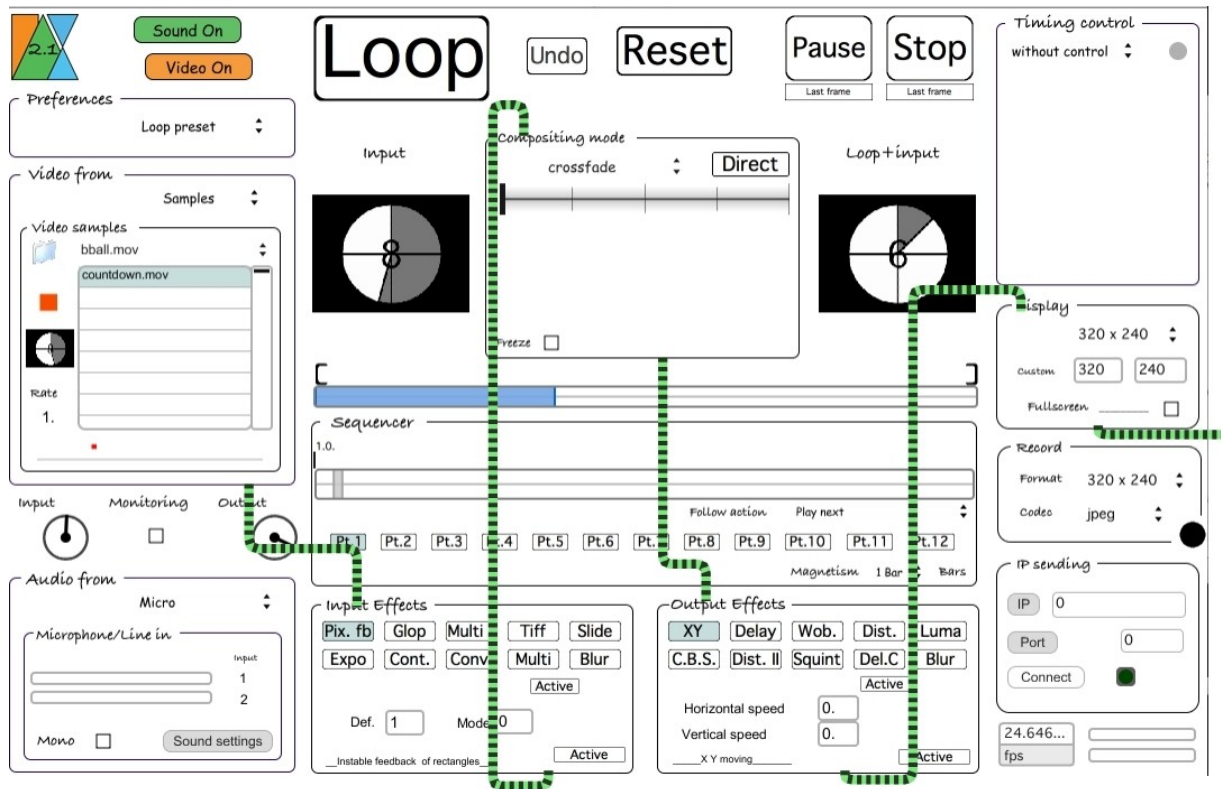 2.1
Sound On
Video On
Loop
Undo
Reset
Pause
Stop
Last frame
Last frame
Timing control
without control
Preferences
Loop preset
Video from
Samples
Video samples
bball.mov
countdown.mov
Rate
1.
Input
Monitoring
Output
Audio from
Micro
Microphone/Line in
Input
1
2
Mono
Sound settings
Input
8
Compositing mode
crossfade
Direct
Freeze
Loop+input
6
Sequencer
1.0.
Follow action Play next
Pt.1 Pt.2 Pt.3 Pt.4 Pt.5 Pt.6 Pt. Pt.8 Pt.9 Pt.10 Pt.11 Pt.12
Magnetism 1 Bar Bars
Input Effects
Pix. fb Glop Multi Tiff Slide
Expo Cont. Conv Multi Blur
Active
Def. 1 Mode 0
Active
__Instable feedback of rectangles__
Output Effects
XY Delay Wob. Dist. Luma
C.B.S. Dist. II Squint Del.C Blur
Active
Horizontal speed 0.
Vertical speed 0.
Active
_____X Y moving_______
Display
320 x 240
Custom 320 240
Fullscreen
Record
Format 320 x 240
Codec jpeg
IP sending
IP 0
Port 0
Connect
24.646...
fps